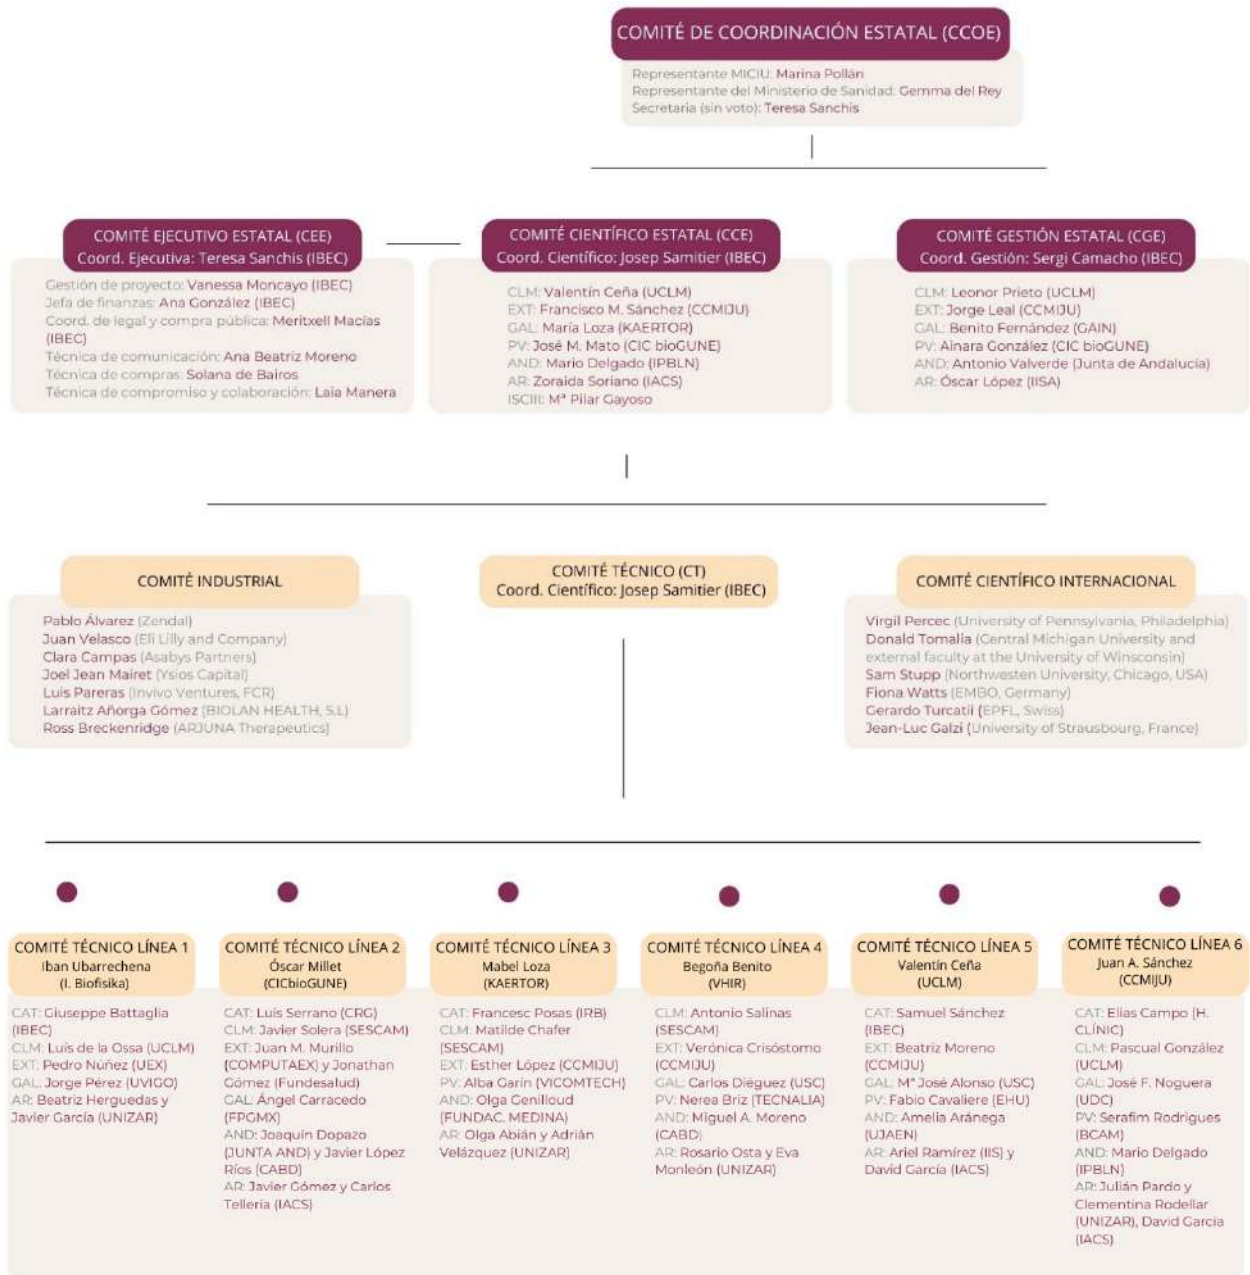 COMITÉ DE COORDINACIÓN ESTATAL (CCOE)
Representante MICIU: Marina Pollán
Representante del Ministerio de Sanidad: Gemma del Rey
Secretaria (sin voto): Teresa Sanchis
COMITÉ EJECUTIVO ESTATAL (CEE)
Coord. Ejecutiva: Teresa Sanchis (IBEC)
Gestión de proyecto: Vanessa Moncayo (IBEC)
Jefa de finanzas: Ana González (IBEC)
Coord. de legal y compra pública: Meritxell Macías
(IBEC)
Técnica de comunicación: Ana Beatriz Moreno
Técnica de compras: Solana de Bairos
Técnica de compromiso y colaboración: Laia Manera
COMITÉ CIENTÍFICO ESTATAL (CCE)
Coord. Científico: Josep Samitier (IBEC)
CLM: Valentín Ceña (UCLM)
EXT: Francisco M. Sánchez (CCMIJU)
GAL: María Loza (KAERTOR)
PV: José M. Mato (CIC bioGUNE)
AND: Mario Delgado (IPBLN)
AR: Zoraida Soriano (IACS)
ISCIII: Mª Pilar Gayoso
COMITÉ GESTIÓN ESTATAL (CGE)
Coord. Gestión: Sergi Camacho (IBEC)
CLM: Leonor Prieto (UCLM)
EXT: Jorge Leal (CCMIJU)
GAL: Benito Fernández (GAIN)
PV: Ainara González (CIC bioGUNE)
AND: Antonio Valverde (Junta de Andalucía)
AR: Óscar López (IISA)
COMITÉ INDUSTRIAL
Pablo Álvarez (Zendal)
Juan Velasco (Eli Lilly and Company)
Clara Campas (Asabys Partners)
Joel Jean Mairet (Ysios Capital)
Luis Pareras (Invivo Ventures, FCR)
Larraitz Añorga Gómez (BIOLAN HEALTH, S.L)
Ross Breckenridge (ARJUNA Therapeutics)
COMITÉ TÉCNICO (CT)
Coord. Científico: Josep Samitier (IBEC)
COMITÉ CIENTÍFICO INTERNACIONAL
Virgil Percec (University of Pennsylvania, Philadelphia)
Donald Tomalia (Central Michigan University and
external faculty at the University of Winsconsin)
Sam Stupp (Northwesten University, Chicago, USA)
Fiona Watts (EMBO, Germany)
Gerardo Turcatii (EPFL, Swiss)
Jean-Luc Galzi (University of Strausbourg, France)
COMITÉ TÉCNICO LÍNEA 1
Iban Ubarrechena
(I. Biofisika)
CAT: Giuseppe Battaglia
(IBEC)
CLM: Luís de la Ossa (UCLM)
EXT: Pedro Núñez (UEX)
GAL: Jorge Pérez (UVIGO)
AR: Beatriz Herguedas y
Javier García (UNIZAR)
COMITÉ TÉCNICO LÍNEA 2
Óscar Millet
(CICbioGUNE)
CAT: Luís Serrano (CRG)
CLM: Javier Solera (SESCAM)
EXT: Juan M. Murillo
(COMPUTAEX) y Jonathan
Gómez (Fundesalud)
GAL: Ángel Carracedo
(FPGMX)
AND: Joaquín Dopazo
(JUNTA AND) y Javier López
Ríos (CABD)
AR: Javier Gómez y Carlos
Tellería (IACS)
COMITÉ TÉCNICO LÍNEA 3
Mabel Loza
(KAERTOR)
CAT: Francesc Posas (IRB)
CLM: Matilde Chafer
(SESCAM)
EXT: Esther López (CCMIJU)
PV: Alba Garín (VICOMTECH)
AND: Olga Genilloud
(FUNDAC. MEDINA)
AR: Olga Abián y Adrián
Velázquez (UNIZAR)
COMITÉ TÉCNICO LÍNEA 4
Begoña Benito
(VHIR)
CLM: Antonio Salinas
(SESCAM)
EXT: Verónica Crisóstomo
(CCMIJU)
GAL: Carlos Diéguez (USC)
PV: Nerea Briz (TECNALIA)
AND: Miguel A. Moreno
(CABD)
AR: Rosario Osta y Eva
Monleón (UNIZAR)
COMITÉ TÉCNICO LÍNEA 5
Valentín Ceña
(UCLM)
CAT: Samuel Sánchez
(IBEC)
EXT: Beatriz Moreno
(CCMIJU)
GAL: Mª José Alonso (USC)
PV: Fabio Cavaliere (EHU)
AND: Amelia Aránega
(UJAEN)
AR: Ariel Ramírez (IIS) y
David García (IACS)
COMITÉ TÉCNICO LÍNEA 6
Juan A. Sánchez
(CCMIJU)
CAT: Elias Campo (H.
CLÍNIC)
CLM: Pascual González
(UCLM)
GAL: José F. Noguera
(UDC)
PV: Serafim Rodrigues
(BCAM)
AND: Mario Delgado
(IPBLN)
AR: Julián Pardo y
Clementina Rodellar
(UNIZAR), David García
(IACS)